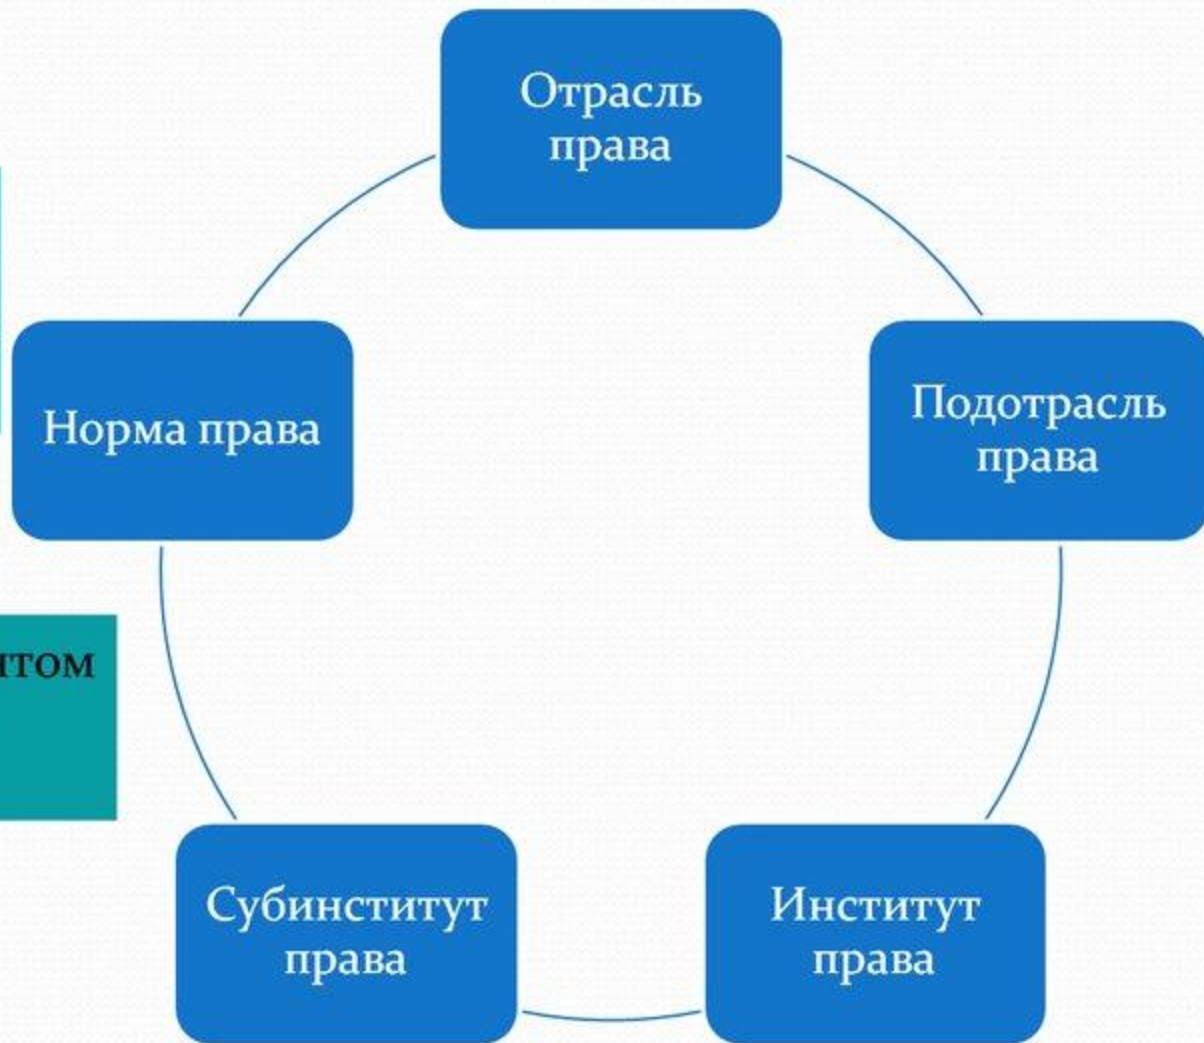 Отрасль
права
Подотрасль
права
Институт
права
Субинститут
права
Норма права